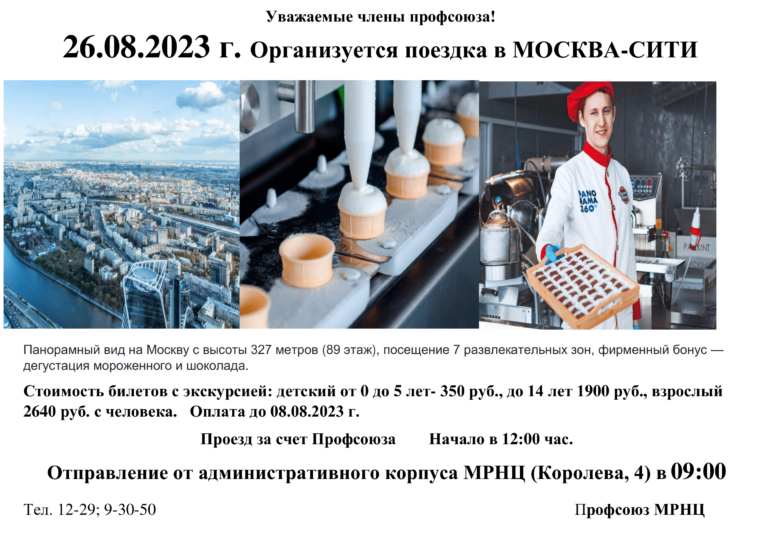 Уважаемые члены профсоюза!
26.08.2023 г. Организуется поездка в МОСКВА-СИТИ
PANO
RAMA
360°
Панорамный вид на Москву с высоты 327 метров (89 этаж), посещение 7 развлекательных зон, фирменный бонус —
дегустация мороженного и шоколада.
Стоимость билетов с экскурсией: детский от 0 до 5 лет- 350 руб., до 14 лет 1900 руб., взрослый
2640 руб. с человека. Оплата до 08.08.2023 г.
Проезд за счет Профсоюза Начало в 12:00 час.
Отправление от административного корпуса МРНЦ (Королева, 4) в 09:00
Тел. 12-29; 9-30-50 Профсоюз МРНЦ